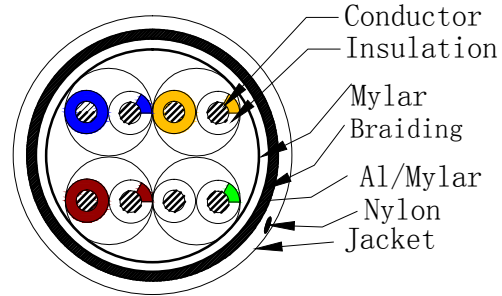 Conductor
Insulation
Mylar
Braiding
Al/Mylar
Nylon
Jacket